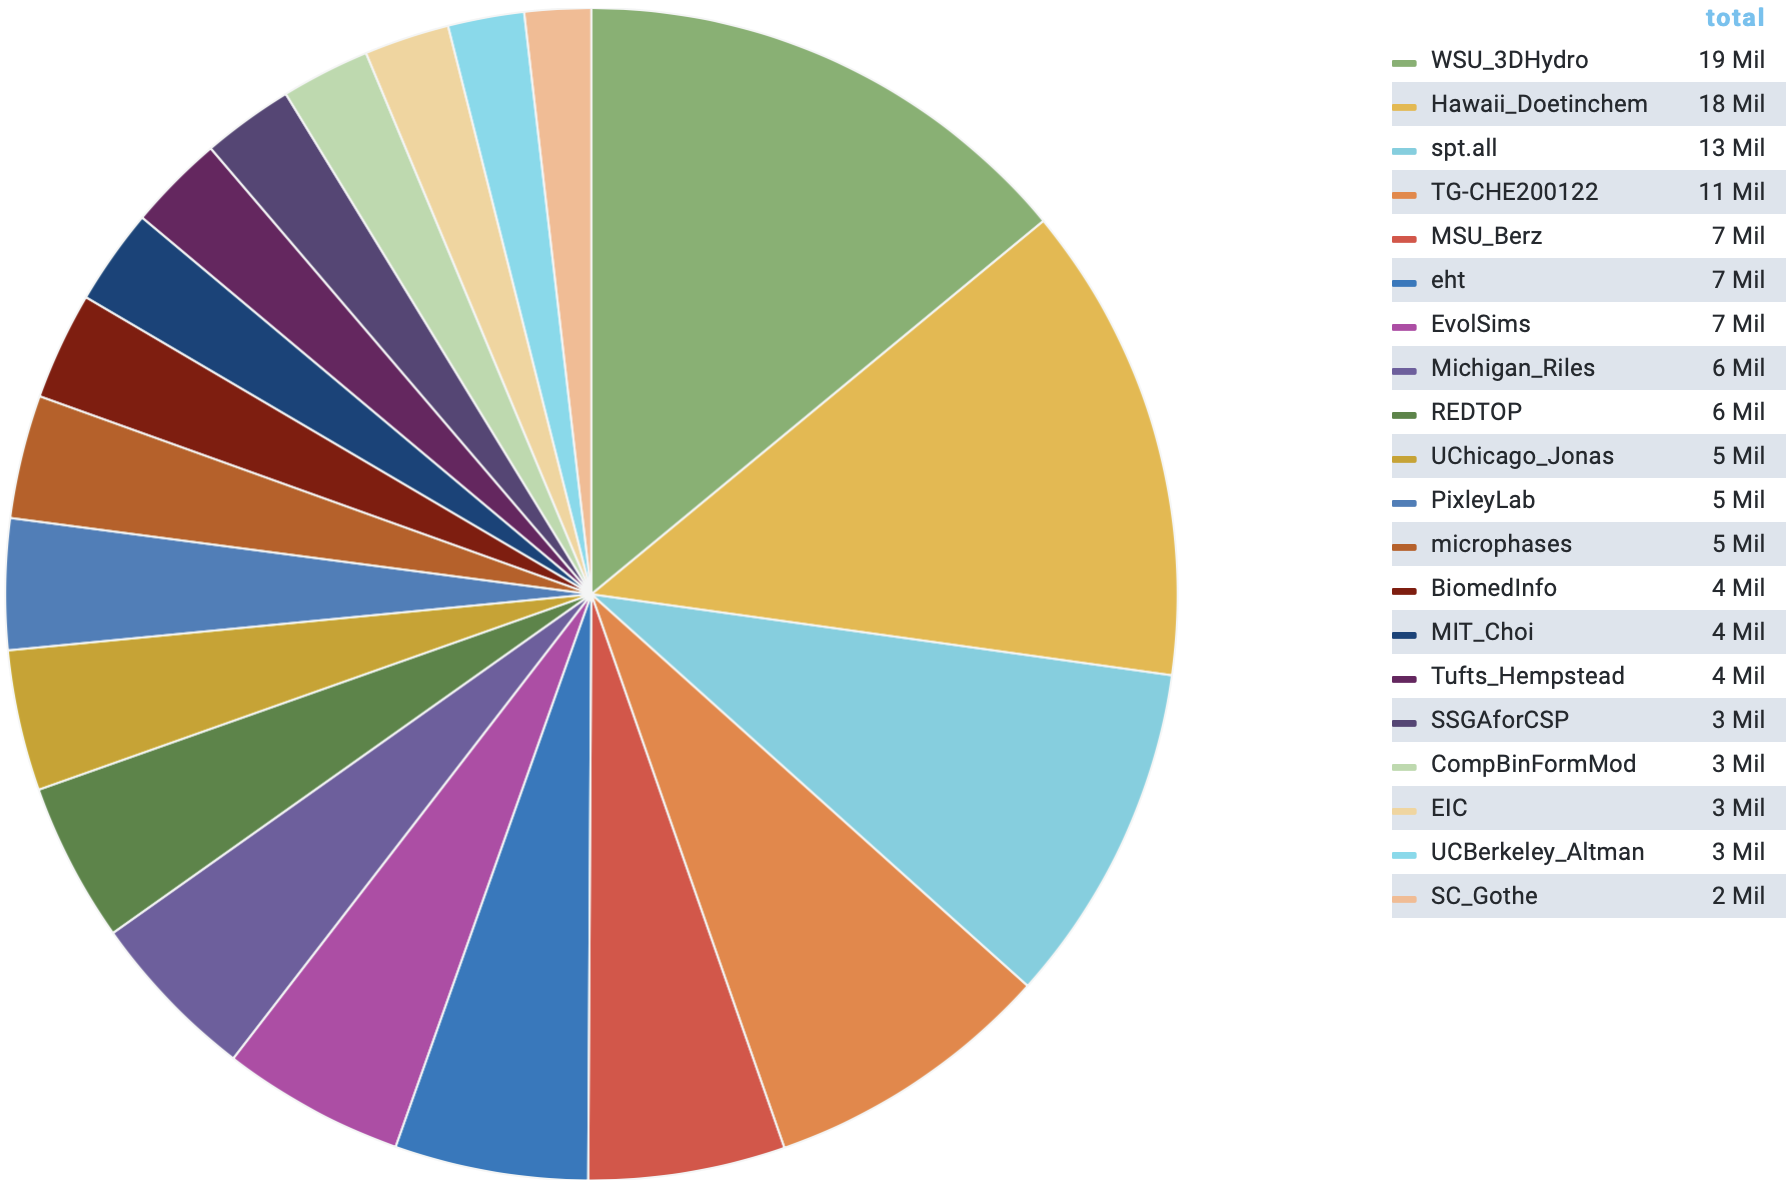 total
WSU_3DHydro 19 Mil
Hawaii_Doetinchem 18 Mil
spt.all 13 Mil
TG-CHE200122 11 Mil
MSU_Berz 7 Mil
eht 7 Mil
EvolSims 7 Mil
Michigan_Riles 6 Mil
REDTOP 6 Mil
UChicago_Jonas 5 Mil
PixleyLab 5 Mil
microphases 5 Mil
BiomedInfo 4 Mil
MIT_Choi 4 Mil
Tufts_Hempstead 4 Mil
SSGAforCSP 3 Mil
CompBinFormMod 3 Mil
EIC 3 Mil
UCBerkeley_Altman 3 Mil
SC_Gothe 2 Mil